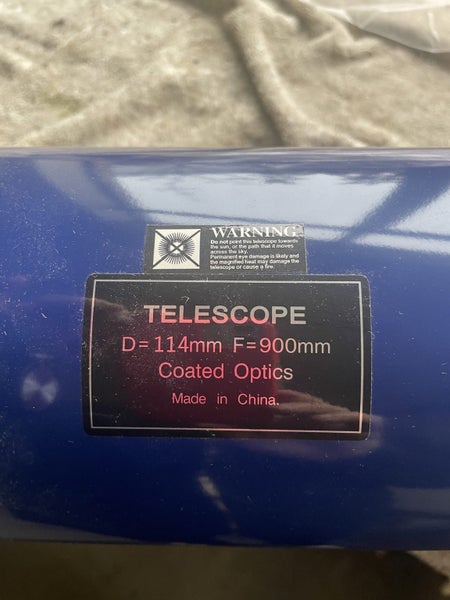 WARNING
Do not point this telescope towards
the sun, or the path that it moves
across the sky.
Permanent eye damage is likely and
the magnified heat may damage the
telescope or cause a fire.
TELESCOPE
D=114mm F=900mm
Coated Optics
Made in China.